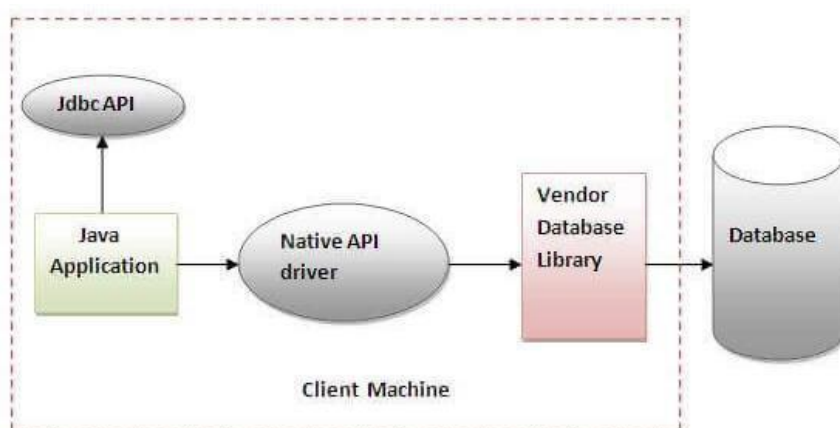 Jdbc API
Java
Application
Native API
driver
Vendor
Database
Library
Database
Client Machine